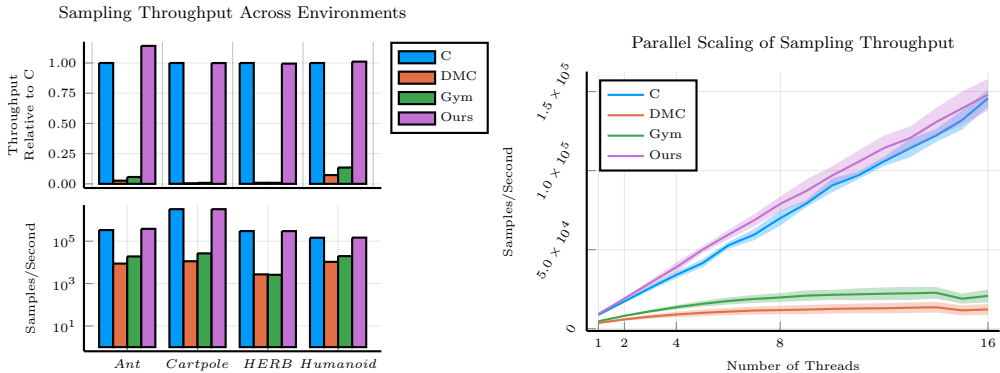 Sampling Throughput Across Environments
Throughput
Relative to C
1.00
0.75
0.50
0.25
0.00
C
DMC
Gym
Ours
Samples/Second
10^5
10^3
10^1
Ant
Cartpole
HERB
Humanoid
Parallel Scaling of Sampling Throughput
Samples/Second
1.5 × 10^5
1.0 × 10^5
5.0 × 10^4
0
C
DMC
Gym
Ours
1
2
4
8
16
Number of Threads